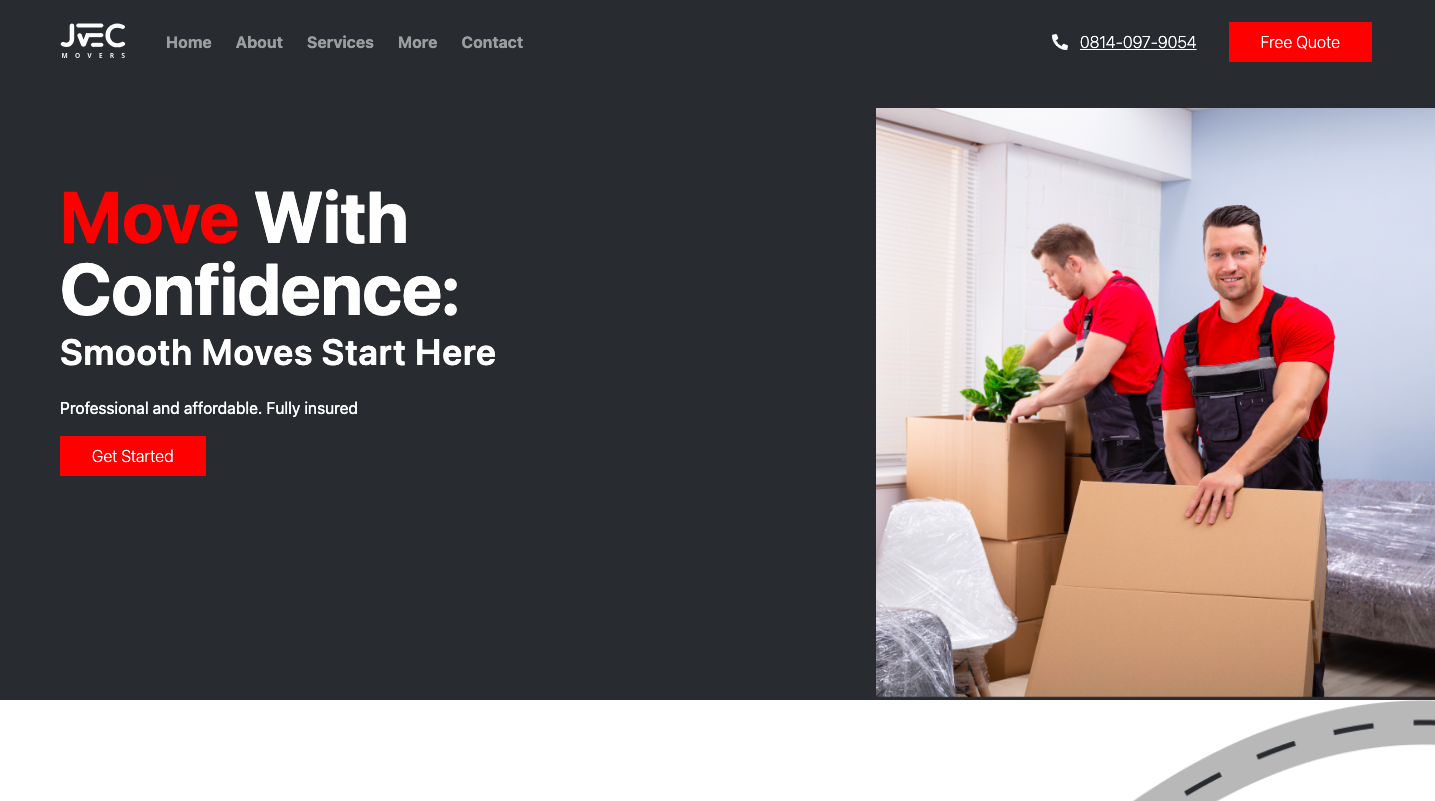 JVEC
MOVERS
Home About Services More Contact
0814-097-9054
Free Quote
Move With
Confidence:
Smooth Moves Start Here
Professional and affordable. Fully insured
Get Started